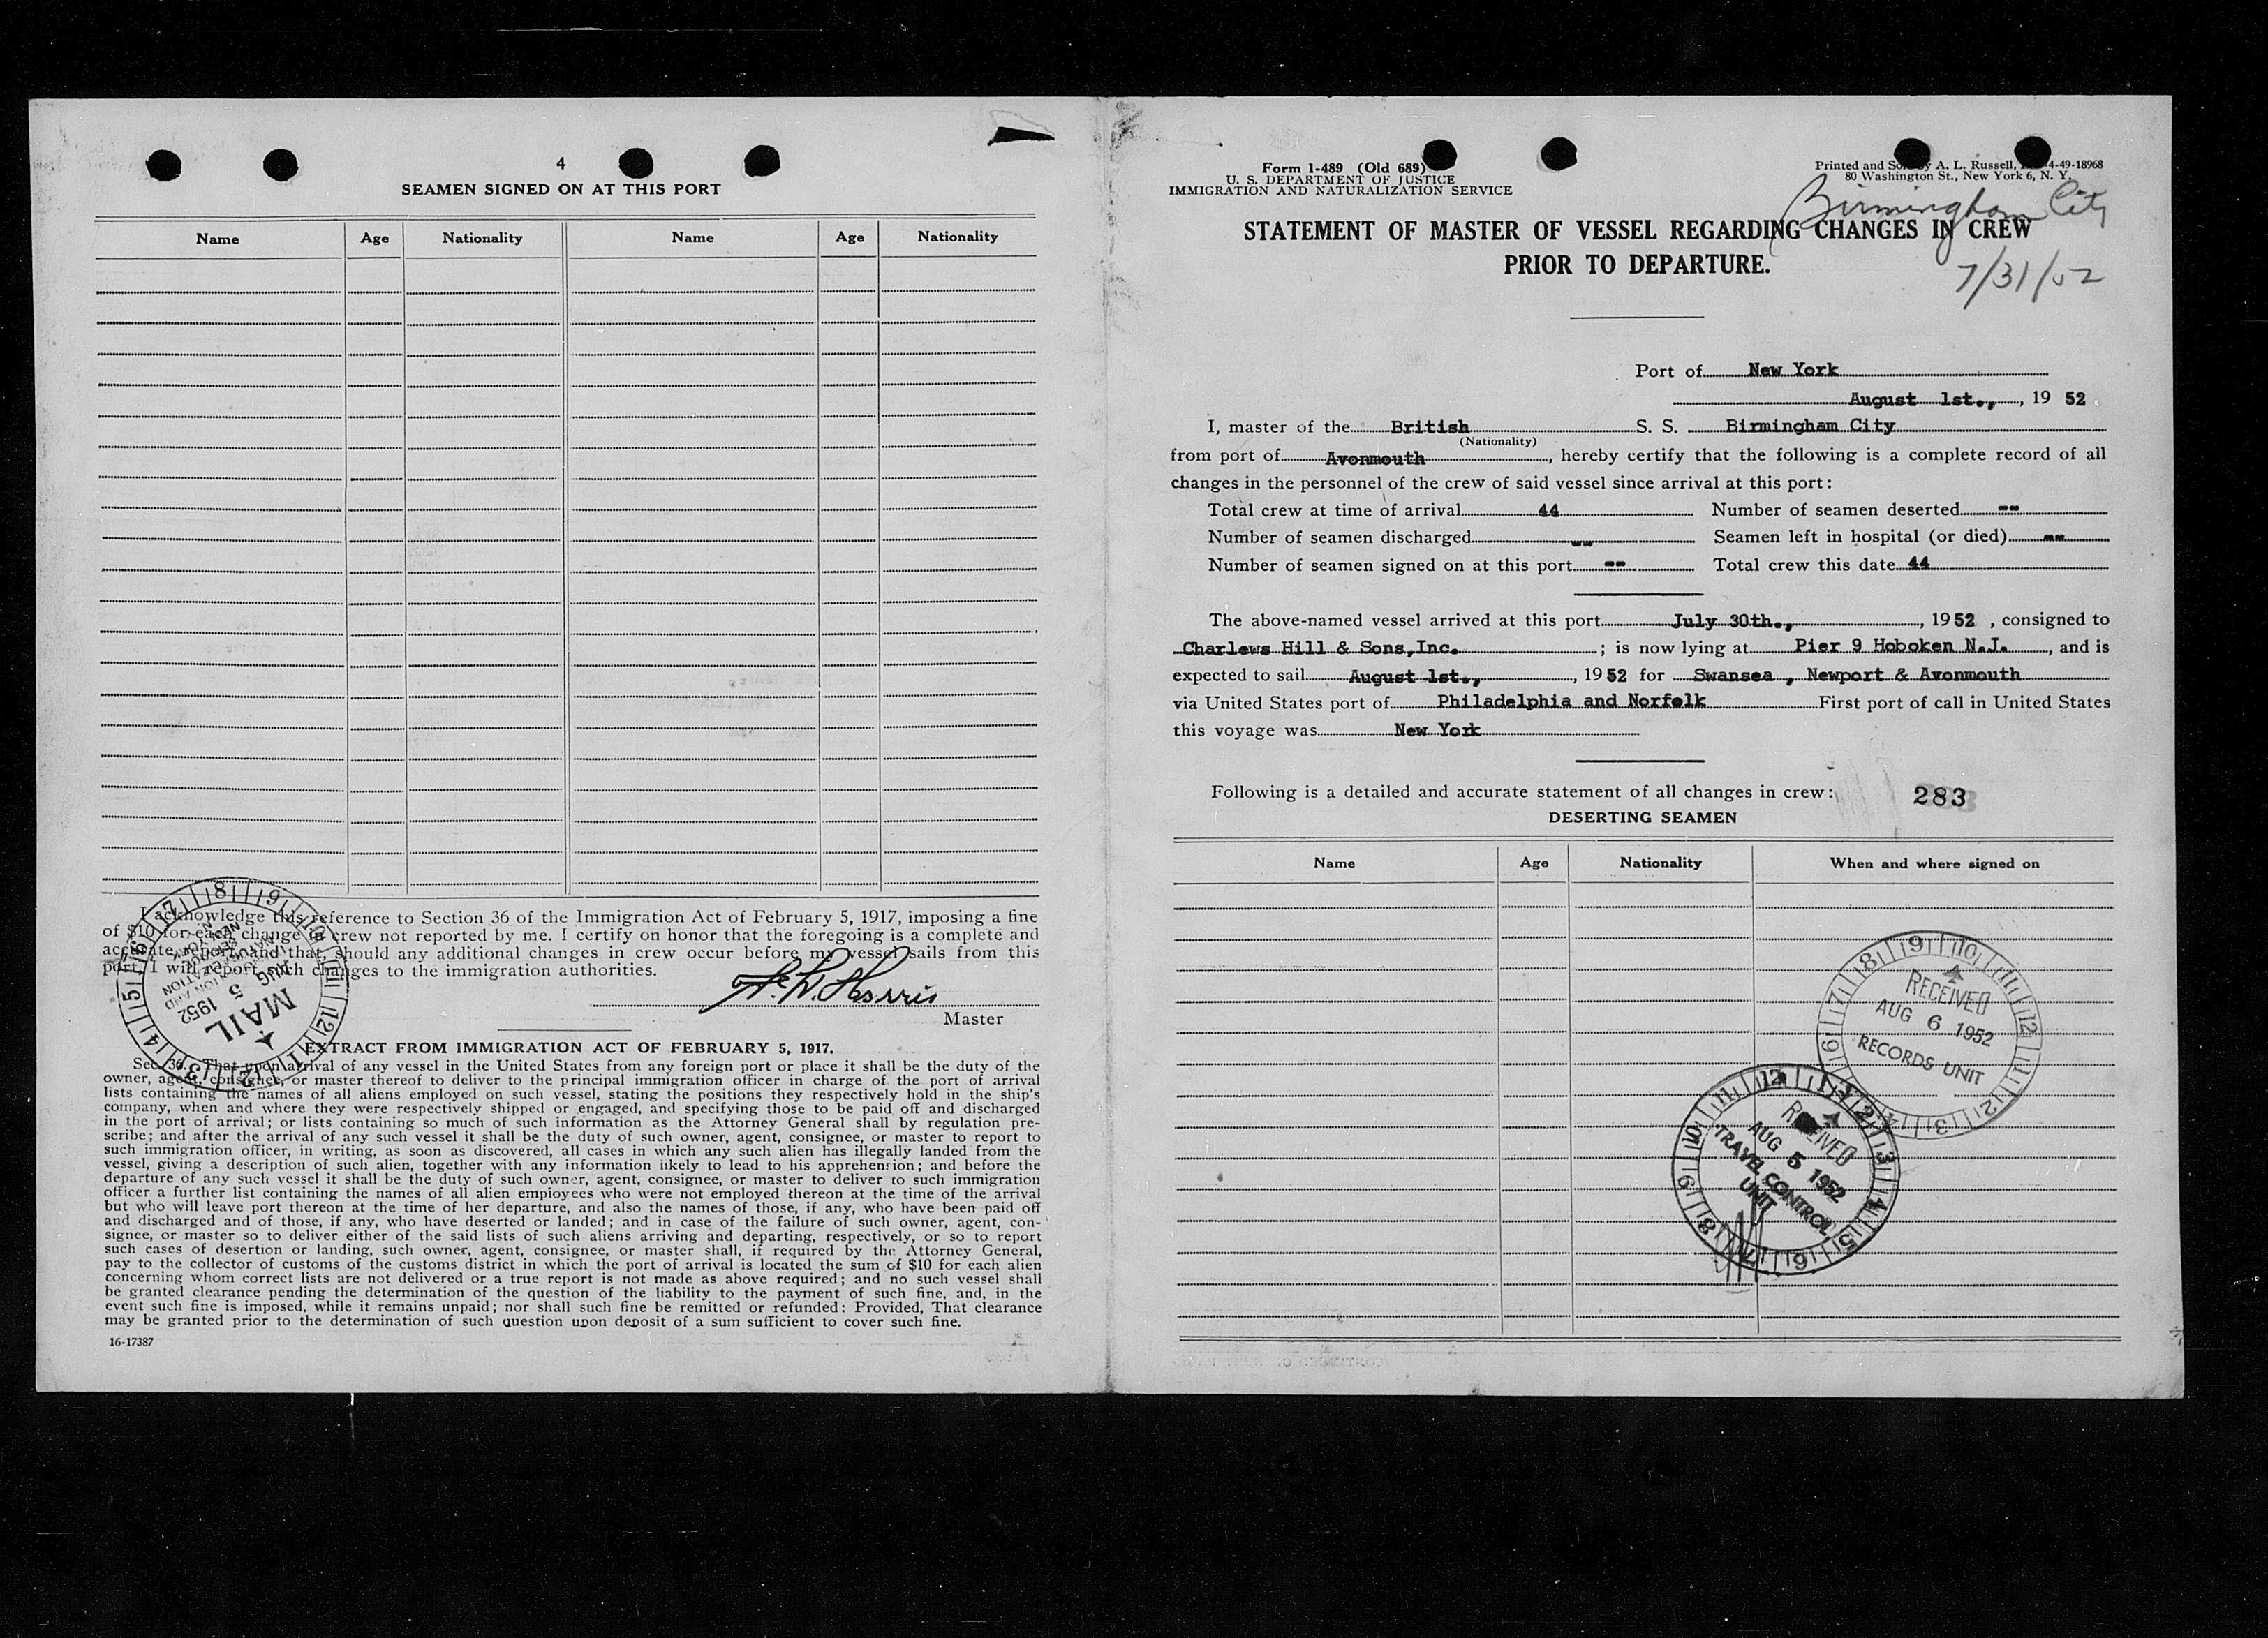 4
SEAMEN SIGNED ON AT THIS PORT
Name Age Nationality Name Age Nationality
I acknowledge this reference to Section 36 of the Immigration Act of February 5, 1917, imposing a fine
of $10 for each change in crew not reported by me. I certify on honor that the foregoing is a complete and
accurate report and that, should any additional changes in crew occur before my vessel sails from this
port, I will report such changes to the immigration authorities.
Harris
Master
MAIL
AUG 5 1952
EXTRACT FROM IMMIGRATION ACT OF FEBRUARY 5, 1917.
Sec. 36. That upon arrival of any vessel in the United States from any foreign port or place it shall be the duty of the
owner, agent, consignee, or master thereof to deliver to the principal immigration officer in charge of the port of arrival
lists containing the names of all aliens employed on such vessel, stating the positions they respectively hold in the ship's
company, when and where they were respectively shipped or engaged, and specifying those to be paid off and discharged
in the port of arrival; or lists containing so much of such information as the Attorney General shall by regulation pre-
scribe; and after the arrival of any such vessel it shall be the duty of such owner, agent, consignee, or master to report to
such immigration officer, in writing, as soon as discovered, all cases in which any such alien has illegally landed from the
vessel, giving a description of such alien, together with any information likely to lead to his apprehension; and before the
departure of any such vessel it shall be the duty of such owner, agent, consignee, or master to deliver to such immigration
officer a further list containing the names of all alien employees who were not employed thereon at the time of the arrival
but who will leave port thereon at the time of her departure, and also the names of those, if any, who have been paid off
and discharged and of those, if any, who have deserted or landed; and in case of the failure of such owner, agent, con-
signee, or master so to deliver either of the said lists of such aliens arriving and departing, respectively, or so to report
such cases of desertion or landing, such owner, agent, consignee, or master shall, if required by the Attorney General,
pay to the collector of customs of the customs district in which the port of arrival is located the sum of $10 for each alien
concerning whom correct lists are not delivered or a true report is not made as above required; and no such vessel shall
be granted clearance pending the determination of the question of the liability to the payment of such fine, and, in the
event such fine is imposed, while it remains unpaid; nor shall such fine be remitted or refunded: Provided, That clearance
may be granted prior to the determination of such question upon deposit of a sum sufficient to cover such fine.
16-17387
Form I-489 (Old 689)
U. S. DEPARTMENT OF JUSTICE
IMMIGRATION AND NATURALIZATION SERVICE
Printed and Sold by A. L. Russell, 4-49-18968
80 Washington St., New York 6, N. Y.
Birmingham City
7/31/52
STATEMENT OF MASTER OF VESSEL REGARDING CHANGES IN CREW
PRIOR TO DEPARTURE.
Port of New York
August 1st., , 19 52
I, master of the British S. S. Birmingham City
(Nationality)
from port of Avonmouth, hereby certify that the following is a complete record of all
changes in the personnel of the crew of said vessel since arrival at this port:
Total crew at time of arrival 44 Number of seamen deserted --
Number of seamen discharged -- Seamen left in hospital (or died) --
Number of seamen signed on at this port -- Total crew this date 44
The above-named vessel arrived at this port July 30th., , 1952 , consigned to
Charlews Hill & Sons,Inc. ; is now lying at Pier 9 Hoboken N.J. , and is
expected to sail August 1st., , 1952 for Swansea , Newport & Avonmouth
via United States port of Philadelphia and Norfolk First port of call in United States
this voyage was New York
Following is a detailed and accurate statement of all changes in crew:
283
DESERTING SEAMEN
Name Age Nationality When and where signed on
RECEIVED
AUG 6 1952
RECORDS UNIT
RECEIVED
AUG 5 1952
TRAVEL CONTROL
UNIT